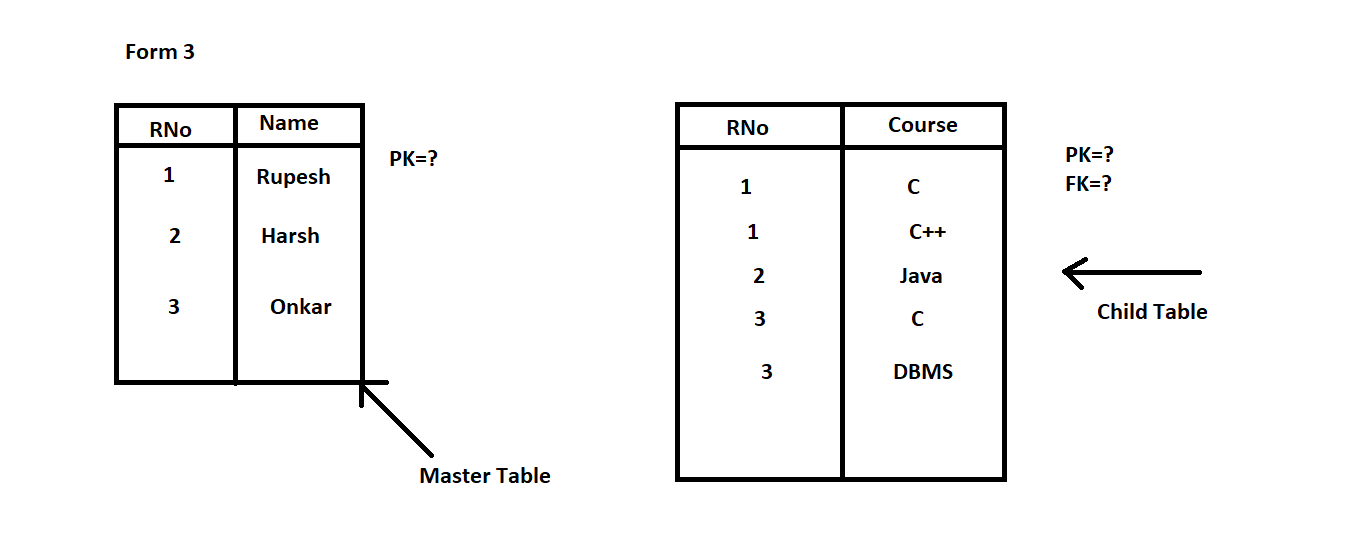 Form 3
RNo Name
1 Rupesh
2 Harsh
3 Onkar
PK=?
Master Table
RNo Course
1 C
1 C++
2 Java
3 C
3 DBMS
PK=?
FK=?
Child Table